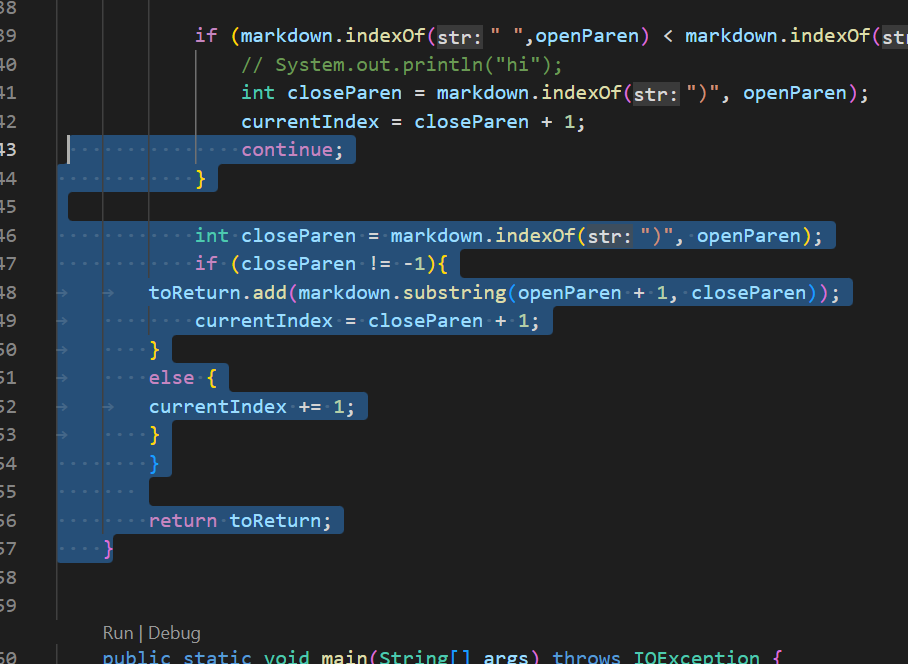 38
39 if (markdown.indexOf(str: " ",openParen) < markdown.indexOf(str
40 // System.out.println("hi");
41 int closeParen = markdown.indexOf(str: ")", openParen);
42 currentIndex = closeParen + 1;
43 continue;
44 }
45
46 int closeParen = markdown.indexOf(str: ")", openParen);
47 if (closeParen != -1){
48 toReturn.add(markdown.substring(openParen + 1, closeParen));
49 currentIndex = closeParen + 1;
50 }
51 else {
52 currentIndex += 1;
53 }
54 }
55
56 return toReturn;
57 }
58
59
Run | Debug
60 public static void main(String[] args) throws IOException {